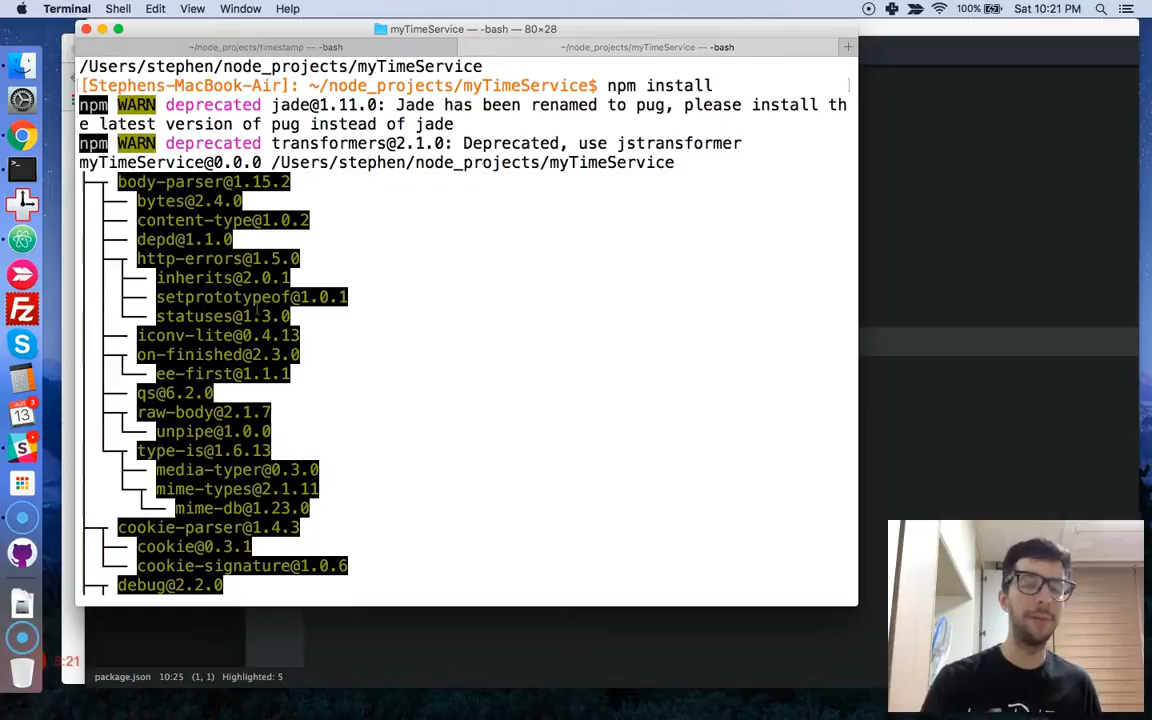 Terminal Shell Edit View Window Help 100% Sat 10:21 PM
myTimeService — -bash — 80×28
~/node_projects/timestamp — -bash ~/node_projects/myTimeService — -bash +
/Users/stephen/node_projects/myTimeService
[Stephens-MacBook-Air]: ~/node_projects/myTimeService$ npm install
npm WARN deprecated jade@1.11.0: Jade has been renamed to pug, please install th
e latest version of pug instead of jade
npm WARN deprecated transformers@2.1.0: Deprecated, use jstransformer
myTimeService@0.0.0 /Users/stephen/node_projects/myTimeService
body-parser@1.15.2
bytes@2.4.0
content-type@1.0.2
depd@1.1.0
http-errors@1.5.0
inherits@2.0.1
setprototypeof@1.0.1
statuses@1.3.0
iconv-lite@0.4.13
on-finished@2.3.0
ee-first@1.1.1
qs@6.2.0
raw-body@2.1.7
unpipe@1.0.0
type-is@1.6.13
media-typer@0.3.0
mime-types@2.1.11
mime-db@1.23.0
cookie-parser@1.4.3
cookie@0.3.1
cookie-signature@1.0.6
debug@2.2.0
AUG
3
13
Fz
S
:21
package.json 10:25 (1, 1) Highlighted: 5